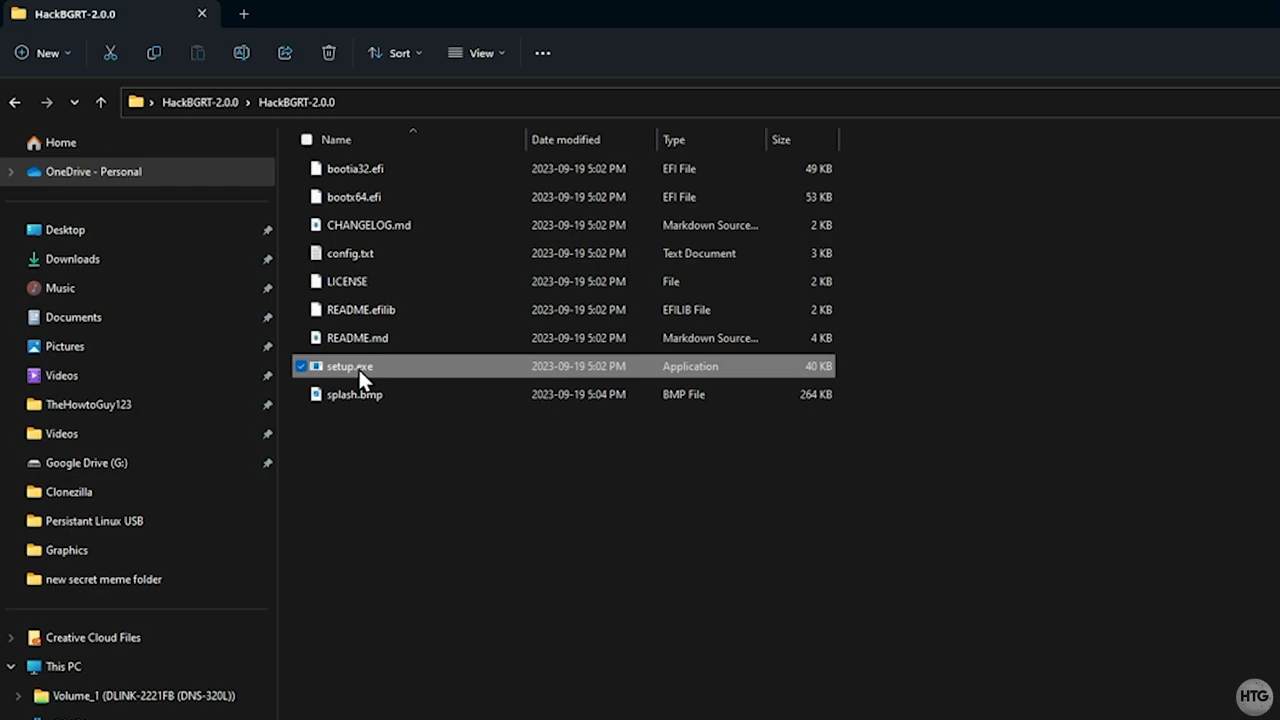 HackBGRT-2.0.0
New
Sort
View
HackBGRT-2.0.0 > HackBGRT-2.0.0
Name Date modified Type Size
Home
OneDrive - Personal
Desktop
Downloads
Music
Documents
Pictures
Videos
TheHowtoGuy123
Videos
Google Drive (G:)
Clonezilla
Persistant Linux USB
Graphics
new secret meme folder
Creative Cloud Files
This PC
Volume_1 (DLINK-2221FB (DNS-320L))
bootia32.efi 2023-09-19 5:02 PM EFI File 49 KB
bootx64.efi 2023-09-19 5:02 PM EFI File 53 KB
CHANGELOG.md 2023-09-19 5:02 PM Markdown Source... 2 KB
config.txt 2023-09-19 5:02 PM Text Document 3 KB
LICENSE 2023-09-19 5:02 PM File 2 KB
README.efilib 2023-09-19 5:02 PM EFILIB File 2 KB
README.md 2023-09-19 5:02 PM Markdown Source... 4 KB
setup.exe 2023-09-19 5:02 PM Application 40 KB
splash.bmp 2023-09-19 5:04 PM BMP File 264 KB
HTG